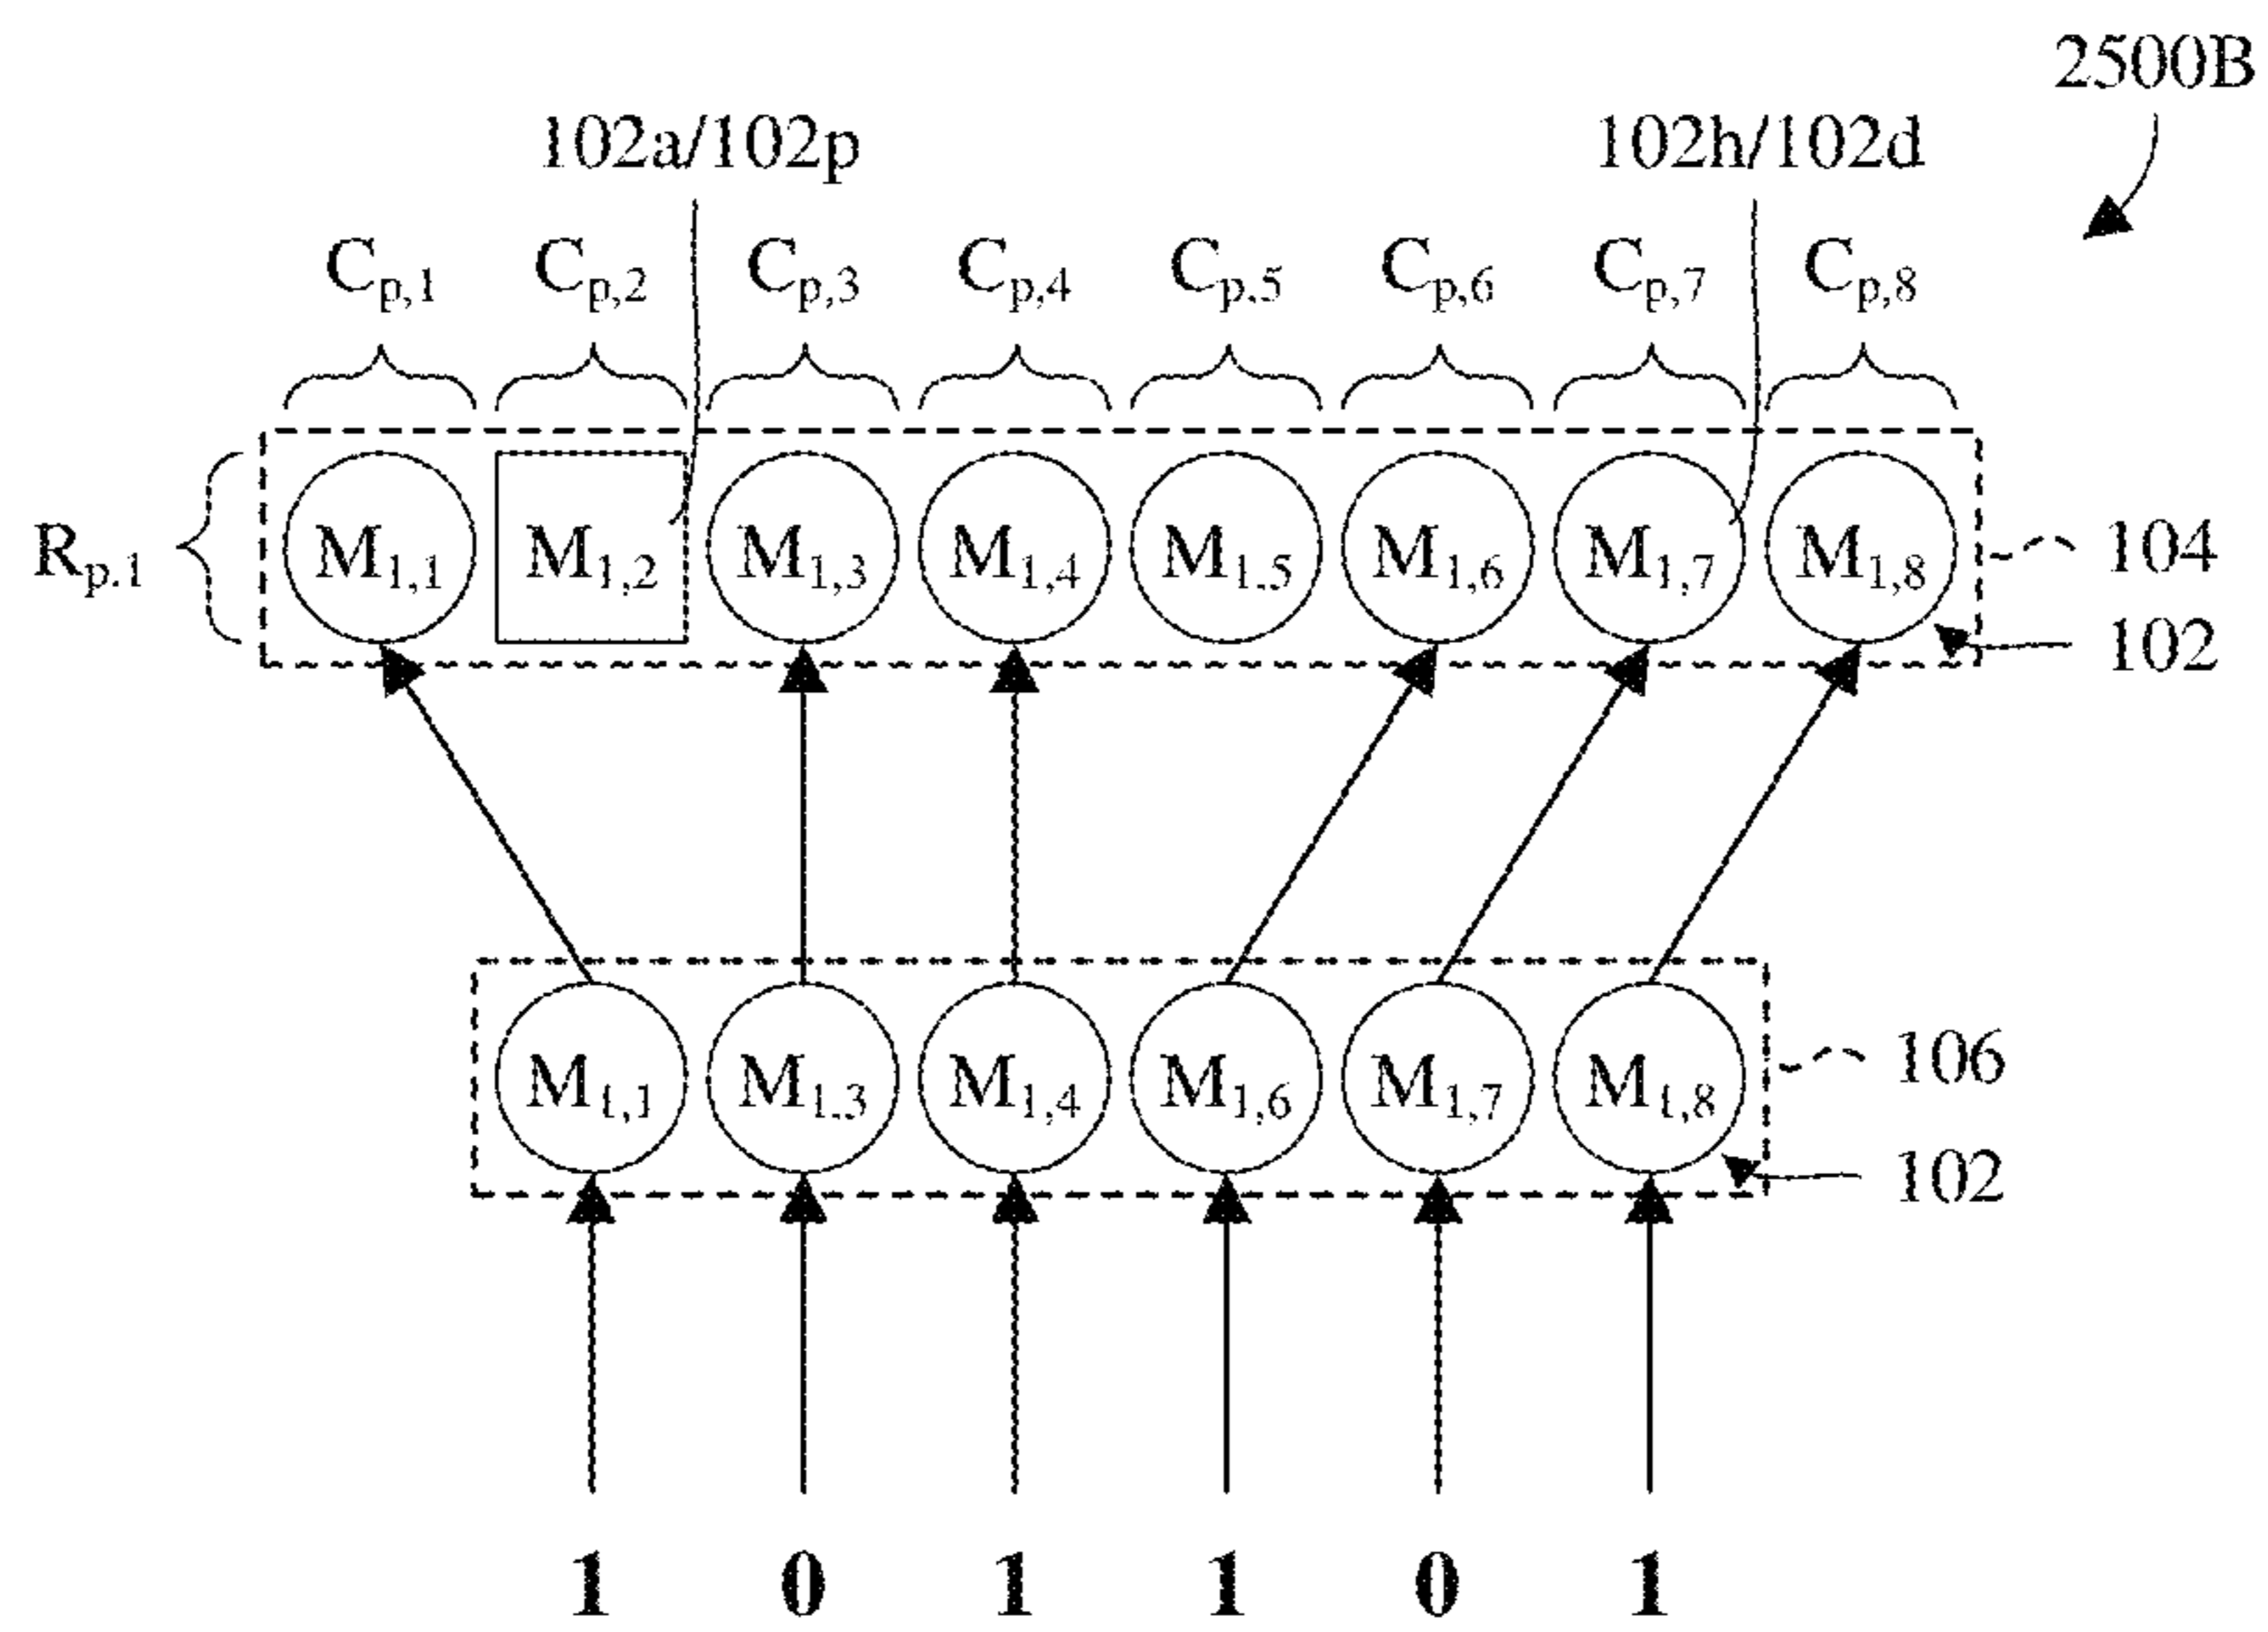 2500B
102a/102p 102h/102d
Cp,1 Cp,2 Cp,3 Cp,4 Cp,5 Cp,6 Cp,7 Cp,8
Rp,1 M1,1 M1,2 M1,3 M1,4 M1,5 M1,6 M1,7 M1,8 104
102
M1,1 M1,3 M1,4 M1,6 M1,7 M1,8 106
102
1 0 1 1 0 1